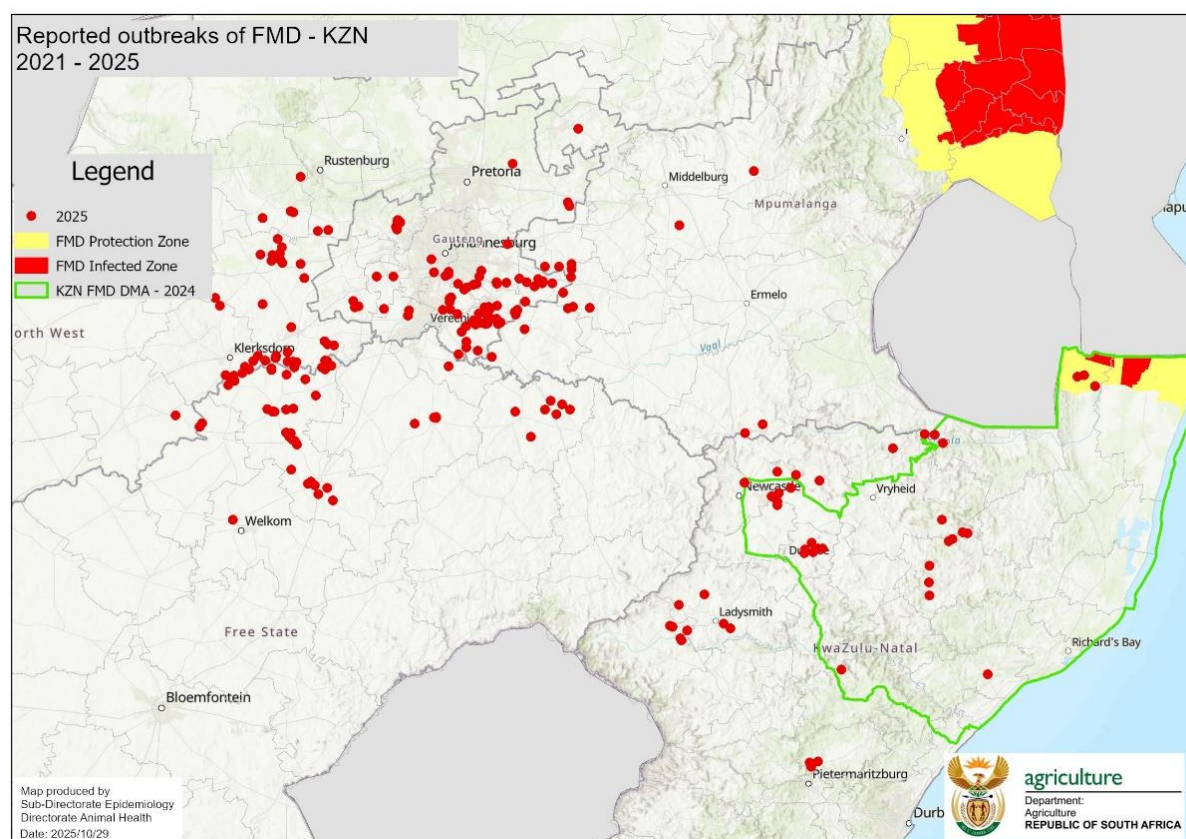 Reported outbreaks of FMD - KZN
2021 - 2025
Legend
2025
FMD Protection Zone
FMD Infected Zone
KZN FMD DMA - 2024
Rustenburg
Pretoria
Middelburg
Mpumalanga
Gauteng
Johannesburg
Ermelo
orth West
Klerksdorp
Vaal
Newcastle
Vryheid
Welkom
Ladysmith
Free State
KwaZulu-Natal
Richard's Bay
Bloemfontein
Pietermaritzburg
Durb
Map produced by
Sub-Directorate Epidemiology
Directorate Animal Health
Date: 2025/10/29
agriculture
Department:
Agriculture
REPUBLIC OF SOUTH AFRICA